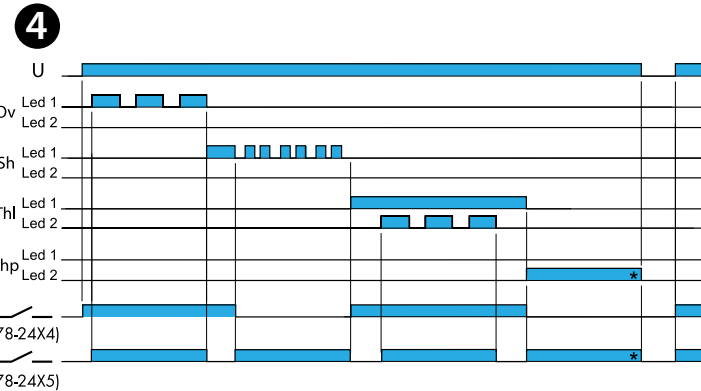 4
U
Ov Led 1
Led 2
Sh Led 1
Led 2
Thl Led 1
Led 2
hp Led 1
Led 2 *
78-24X4)
*
78-24X5)